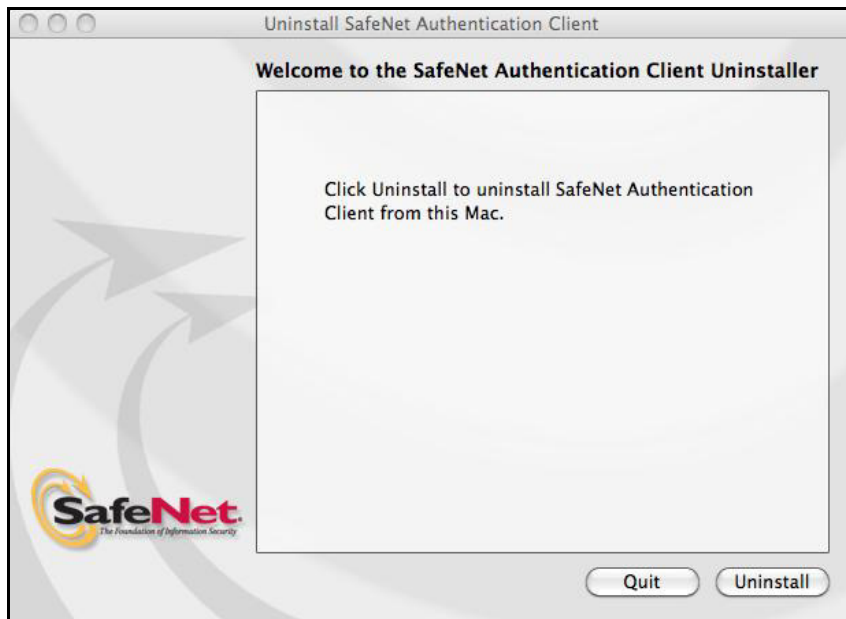 Uninstall SafeNet Authentication Client
Welcome to the SafeNet Authentication Client Uninstaller
Click Uninstall to uninstall SafeNet Authentication
Client from this Mac.
SafeNet.
The Foundation of Information Security
Quit
Uninstall